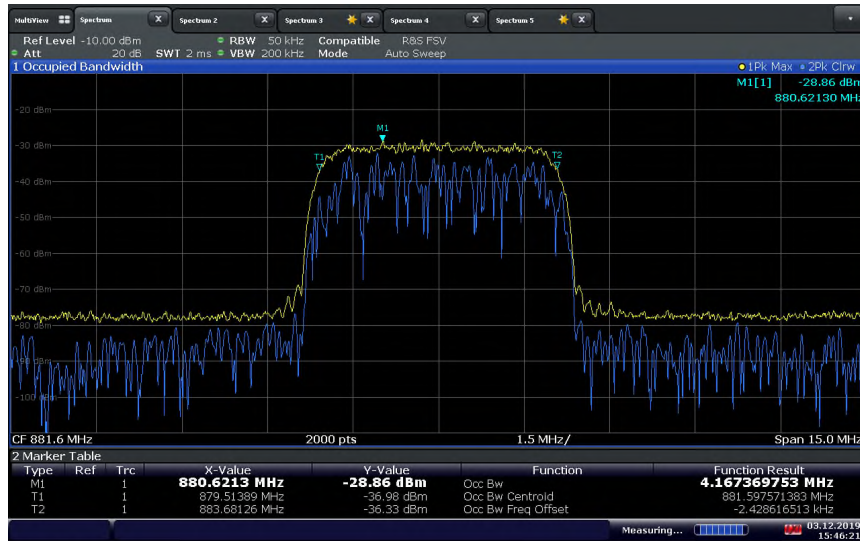 MultiView Spectrum X Spectrum 2 X Spectrum 3 X Spectrum 4 X Spectrum 5 X
Ref Level -10.00 dBm RBW 50 kHz Compatible R&S FSV
Att 20 dB SWT 2 ms VBW 200 kHz Mode Auto Sweep
1 Occupied Bandwidth 1Pk Max 2Pk Clrw
M1[1] -28.86 dBm
880.62130 MHz
-20 dBm
M1
-30 dBm
T1 T2
-40 dBm
-50 dBm
-60 dBm
-70 dBm
-80 dBm
-90 dBm
-100 dBm
CF 881.6 MHz 2000 pts 1.5 MHz/ Span 15.0 MHz
2 Marker Table
Type Ref Trc X-Value Y-Value Function Function Result
M1 1 880.6213 MHz -28.86 dBm Occ Bw 4.167369753 MHz
T1 1 879.51389 MHz -36.98 dBm Occ Bw Centroid 881.597571383 MHz
T2 1 883.68126 MHz -36.33 dBm Occ Bw Freq Offset -2.428616513 kHz
Measuring... 03.12.2019
15:46:21